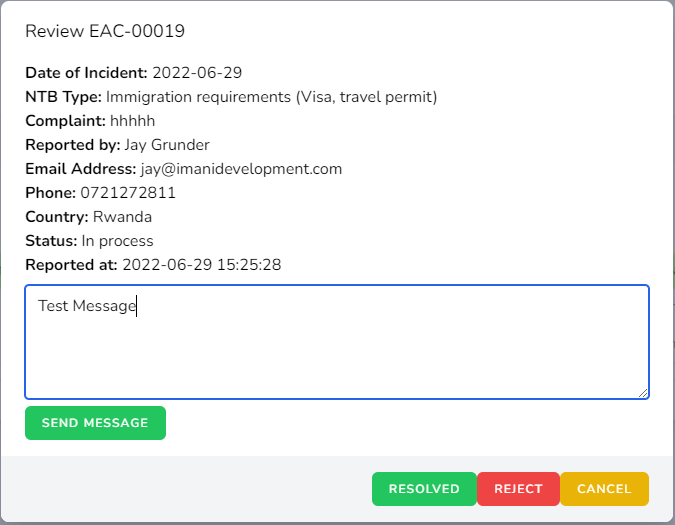 Review EAC-00019
Date of Incident: 2022-06-29
NTB Type: Immigration requirements (Visa, travel permit)
Complaint: hhhhh
Reported by: Jay Grunder
Email Address: jay@imanidevelopment.com
Phone: 0721272811
Country: Rwanda
Status: In process
Reported at: 2022-06-29 15:25:28
Test Message
SEND MESSAGE
RESOLVED REJECT CANCEL